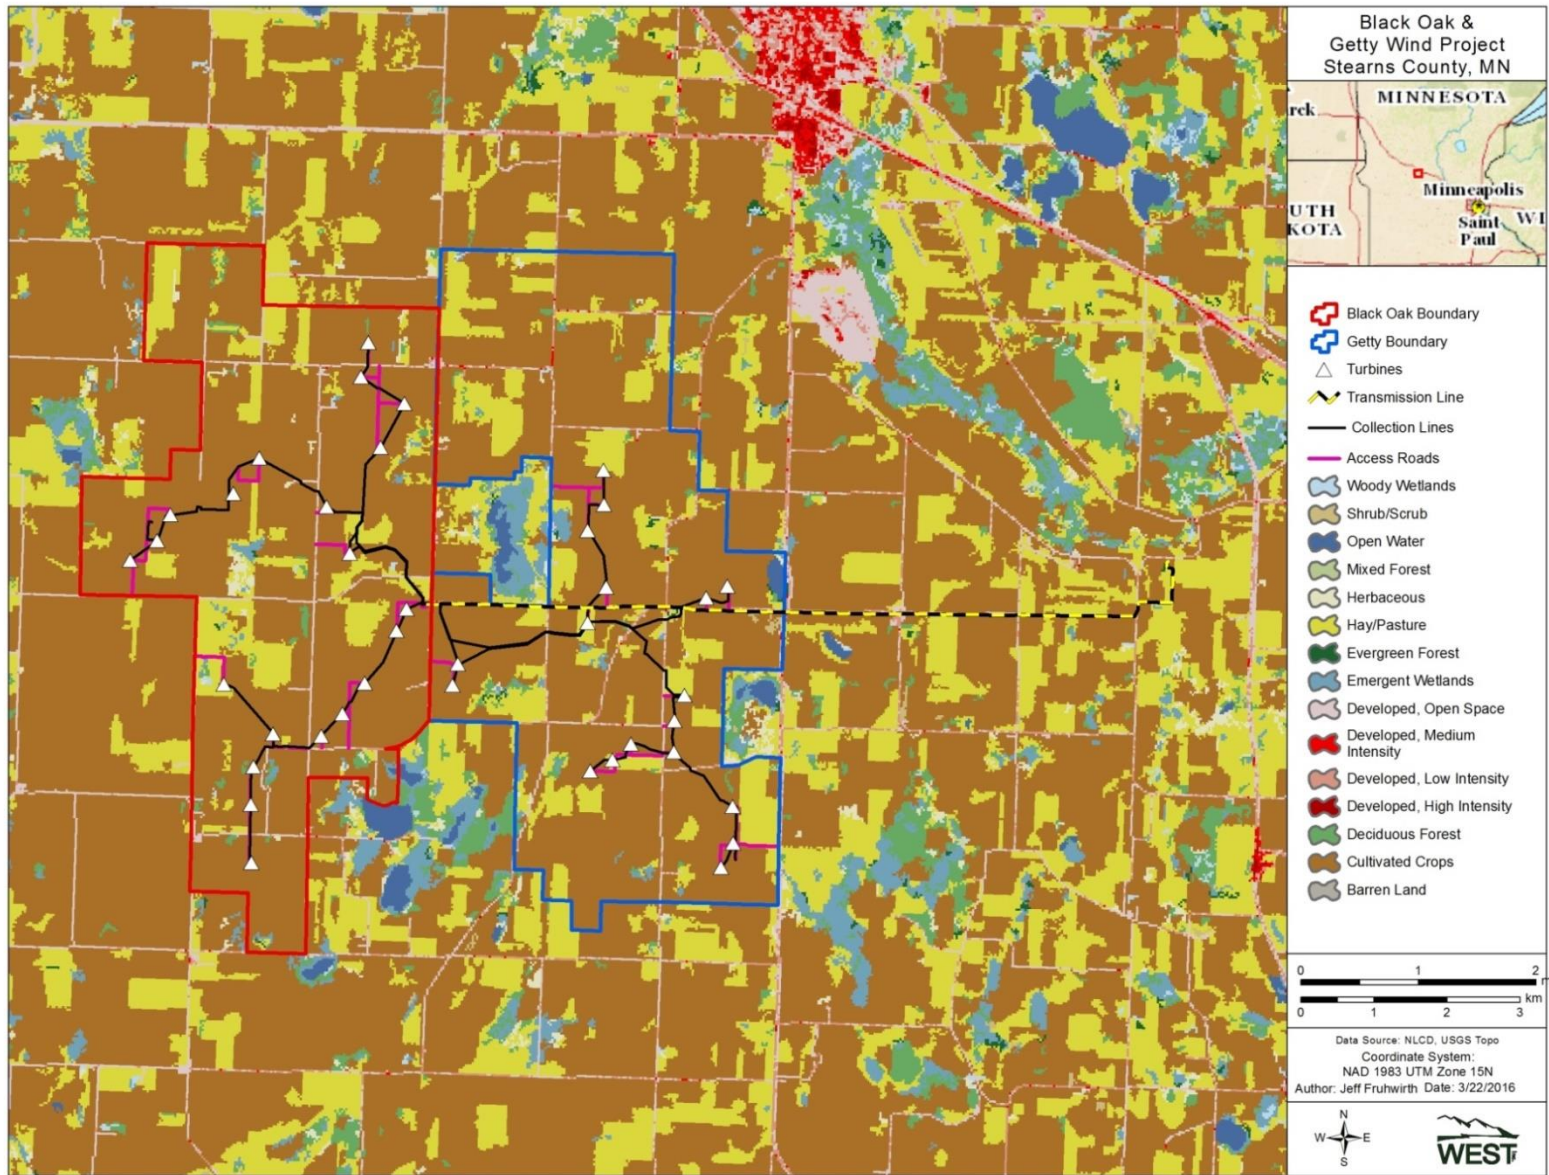 Black Oak &
Getty Wind Project
Stearns County, MN
MINNESOTA
rck
Minneapolis
Saint
Paul
UTH
KOTA
WI
Black Oak Boundary
Getty Boundary
Turbines
Transmission Line
Collection Lines
Access Roads
Woody Wetlands
Shrub/Scrub
Open Water
Mixed Forest
Herbaceous
Hay/Pasture
Evergreen Forest
Emergent Wetlands
Developed, Open Space
Developed, Medium
Intensity
Developed, Low Intensity
Developed, High Intensity
Deciduous Forest
Cultivated Crops
Barren Land
0 1 2
km
0 1 2 3
Data Source: NLCD, USGS Topo
Coordinate System:
NAD 1983 UTM Zone 15N
Author: Jeff Fruhwirth Date: 3/22/2016
N
W E
S
WEST